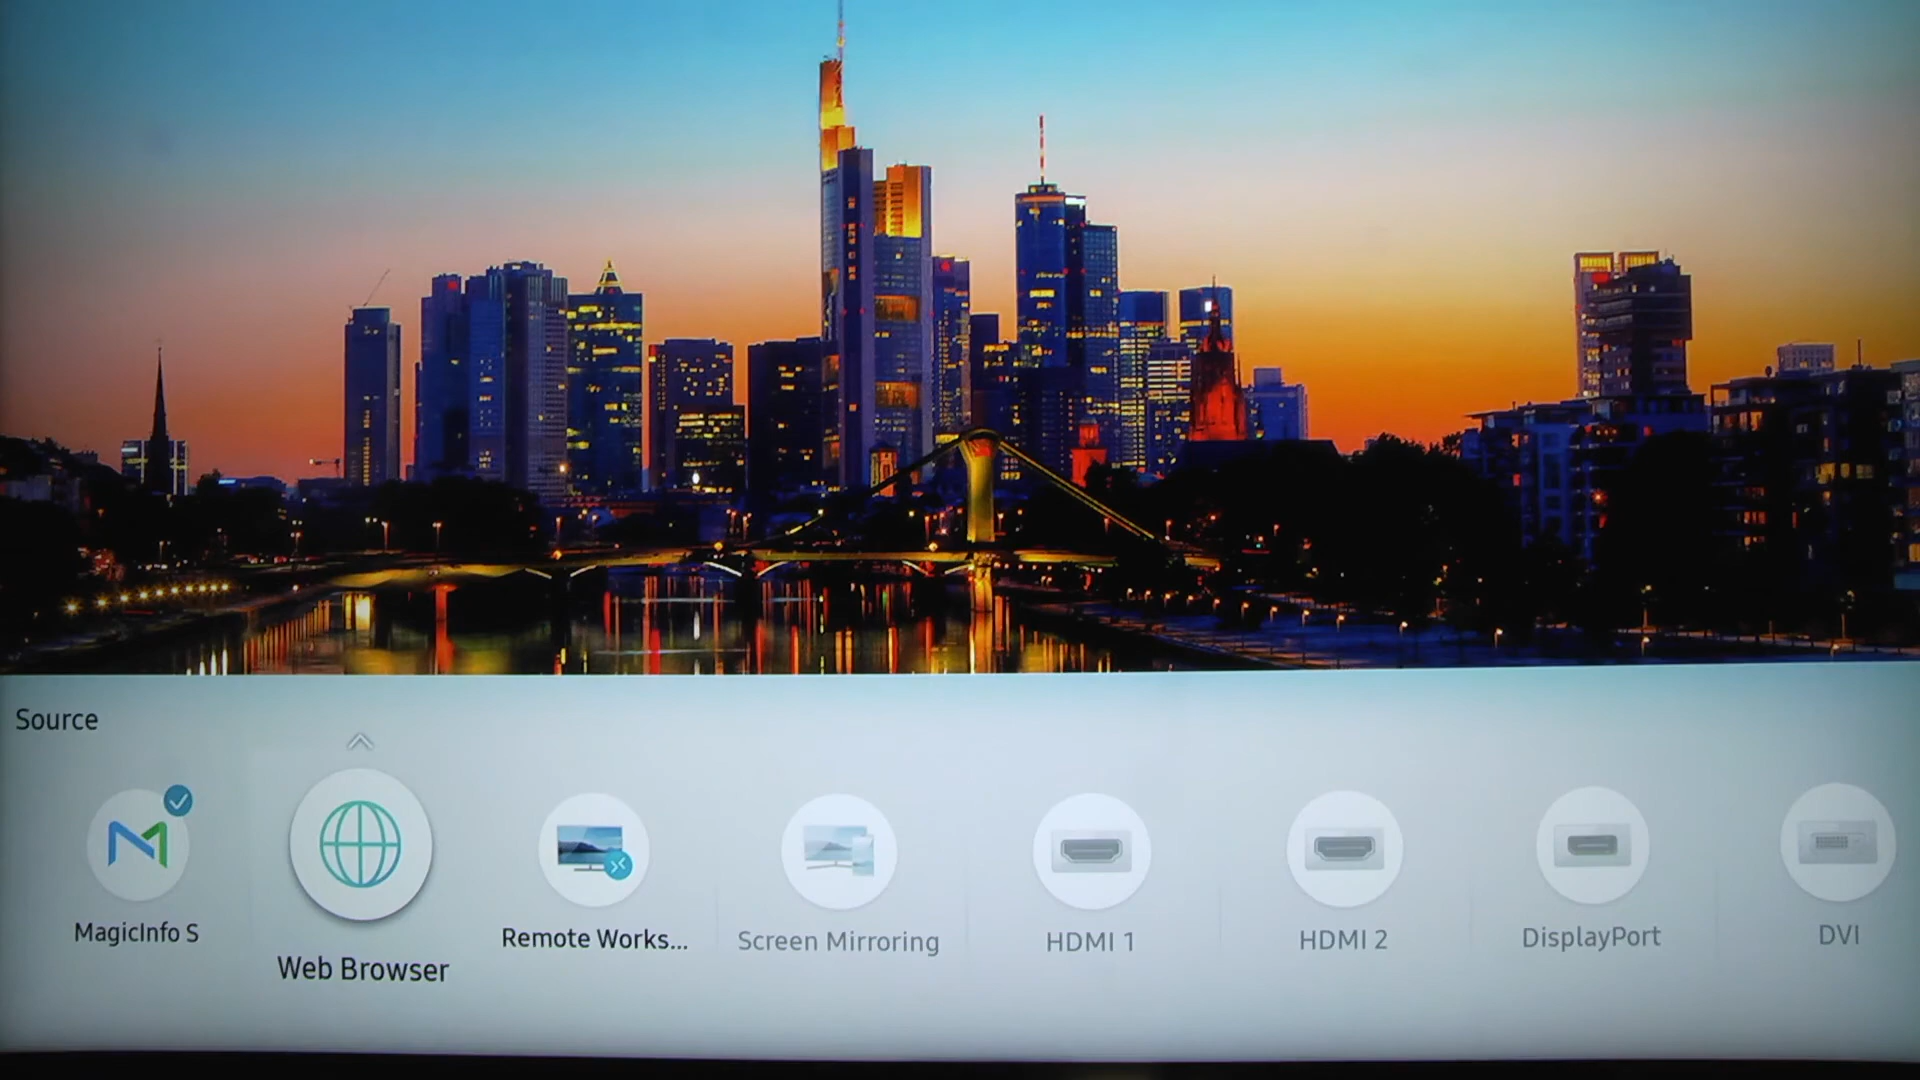 Source
MagicInfo S
Web Browser
Remote Works...
Screen Mirroring
HDMI 1
HDMI 2
DisplayPort
DVI